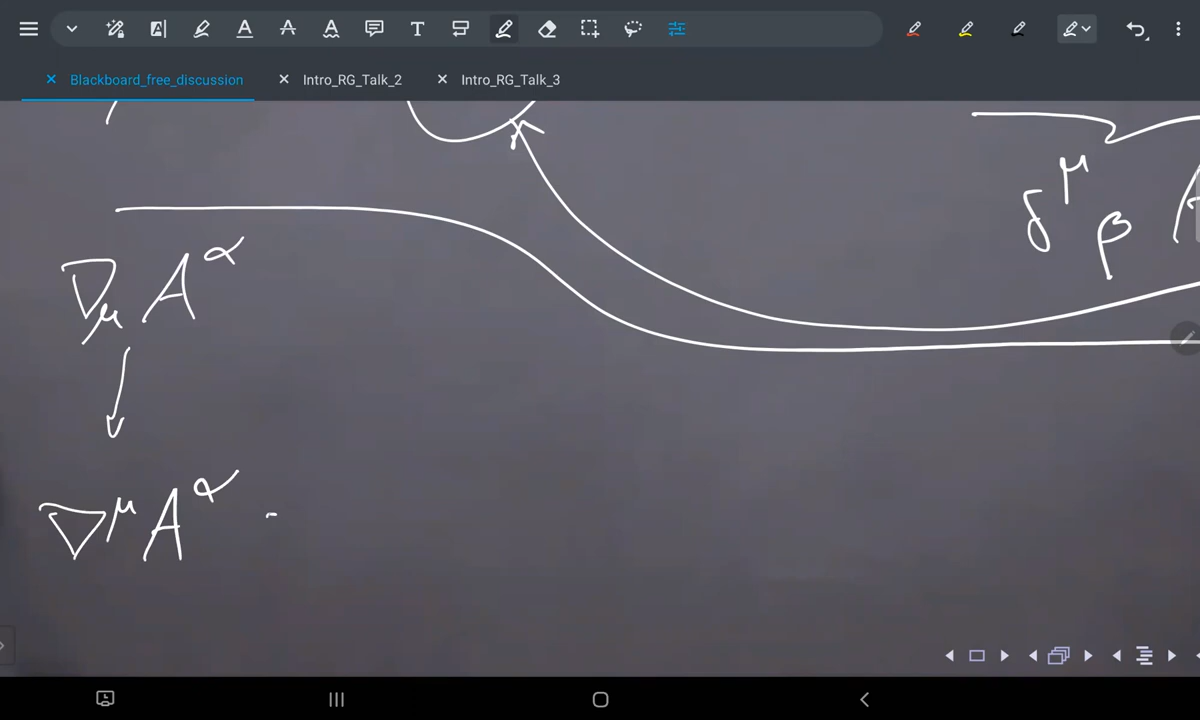 Blackboard_free_discussion Intro_RG_Talk_2 Intro_RG_Talk_3
δ^μ_β A
∇_μ A^α
∇^μ A^α